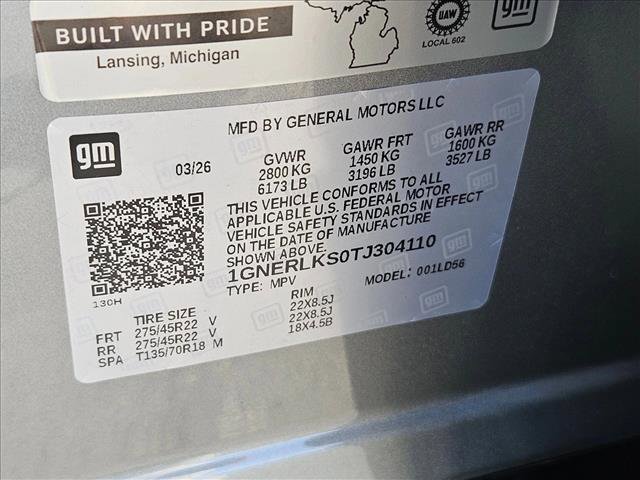 BUILT WITH PRIDE
Lansing, Michigan
UAW
LOCAL 602
gm
gm
MFD BY GENERAL MOTORS LLC
03/26
GVWR GAWR FRT GAWR RR
2800 KG 1450 KG 1600 KG
6173 LB 3196 LB 3527 LB
THIS VEHICLE CONFORMS TO ALL
APPLICABLE U.S. FEDERAL MOTOR
VEHICLE SAFETY STANDARDS IN EFFECT
ON THE DATE OF MANUFACTURE
SHOWN ABOVE.
1GNERLKS0TJ304110
TYPE: MPV MODEL: 001LD56
130H
TIRE SIZE RIM
FRT 275/45R22 V 22X8.5J
RR 275/45R22 V 22X8.5J
SPA T135/70R18 M 18X4.5B